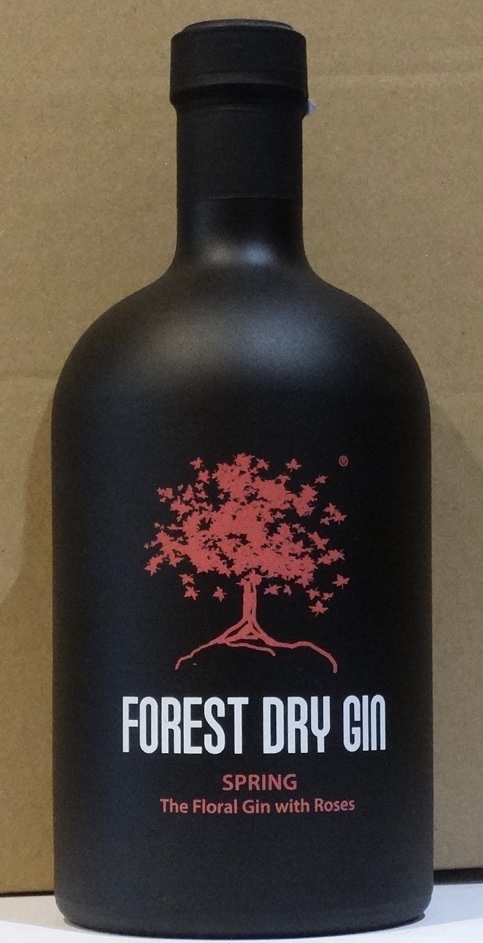 ®
FOREST DRY GIN
SPRING
The Floral Gin with Roses